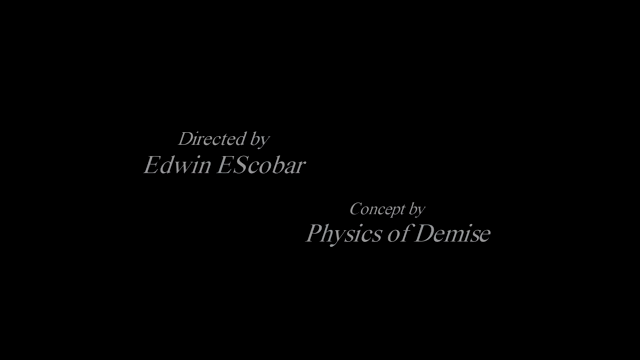 Directed by
Edwin EScobar
Concept by
Physics of Demise